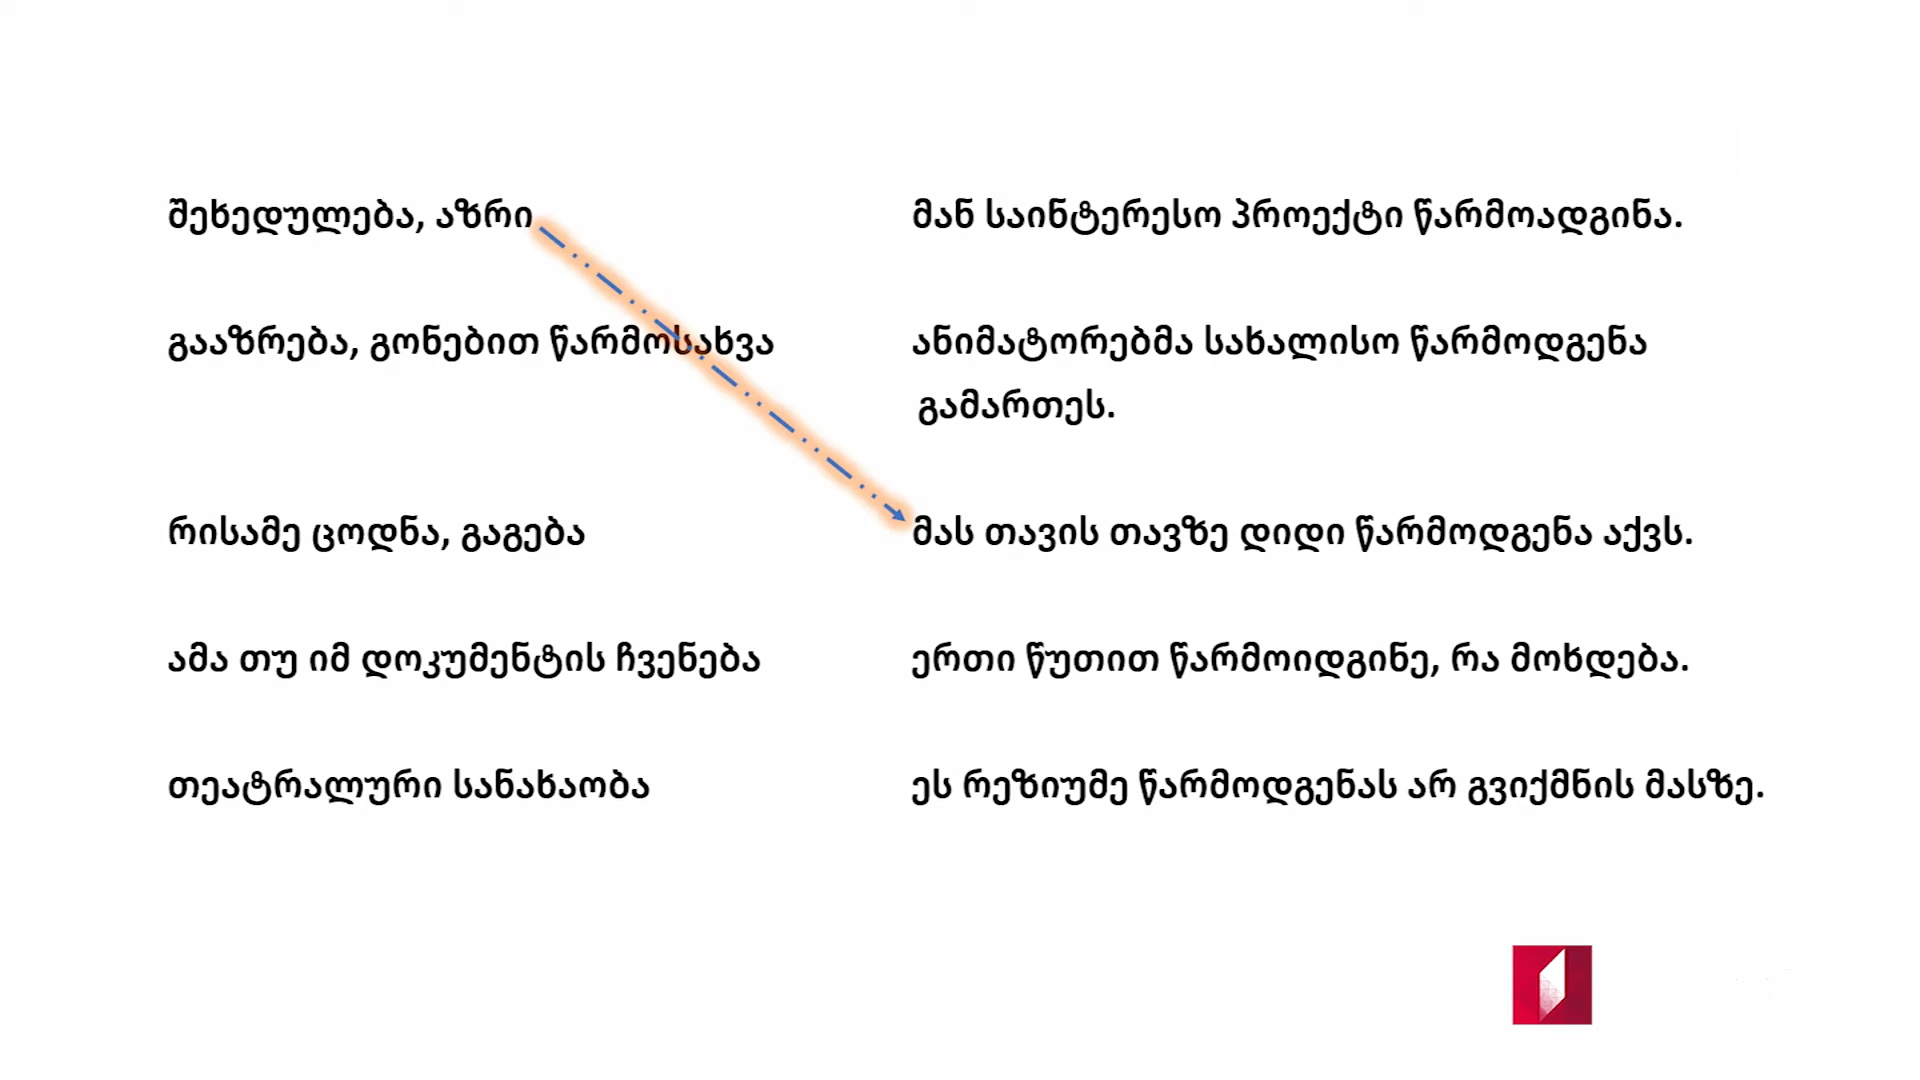 შეხედულება, აზრი
მან საინტერესო პროექტი წარმოადგინა.
გააზრება, გონებით წარმოსახვა
ანიმატორებმა სახალისო წარმოდგენა
გამართეს.
რისამე ცოდნა, გაგება
მას თავის თავზე დიდი წარმოდგენა აქვს.
ამა თუ იმ დოკუმენტის ჩვენება
ერთი წუთით წარმოიდგინე, რა მოხდება.
თეატრალური სანახაობა
ეს რეზიუმე წარმოდგენას არ გვიქმნის მასზე.